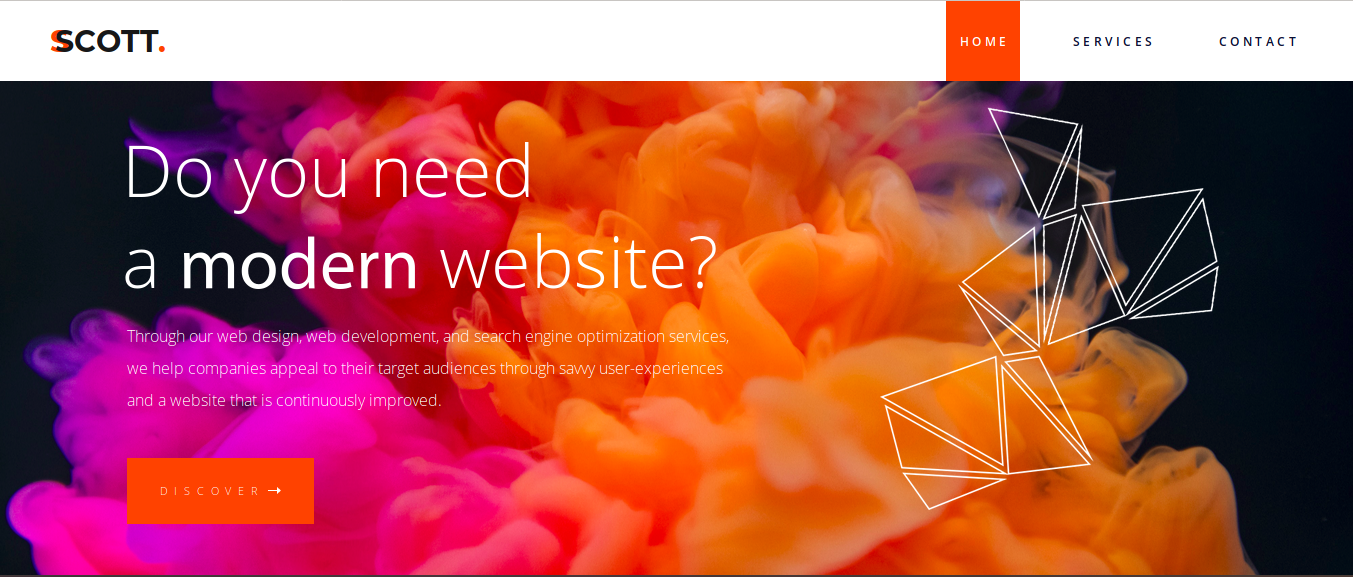 SCOTT.
HOME
SERVICES
CONTACT
Do you need
a modern website?
Through our web design, web development, and search engine optimization services,
we help companies appeal to their target audiences through savvy user-experiences
and a website that is continuously improved.
DISCOVER →